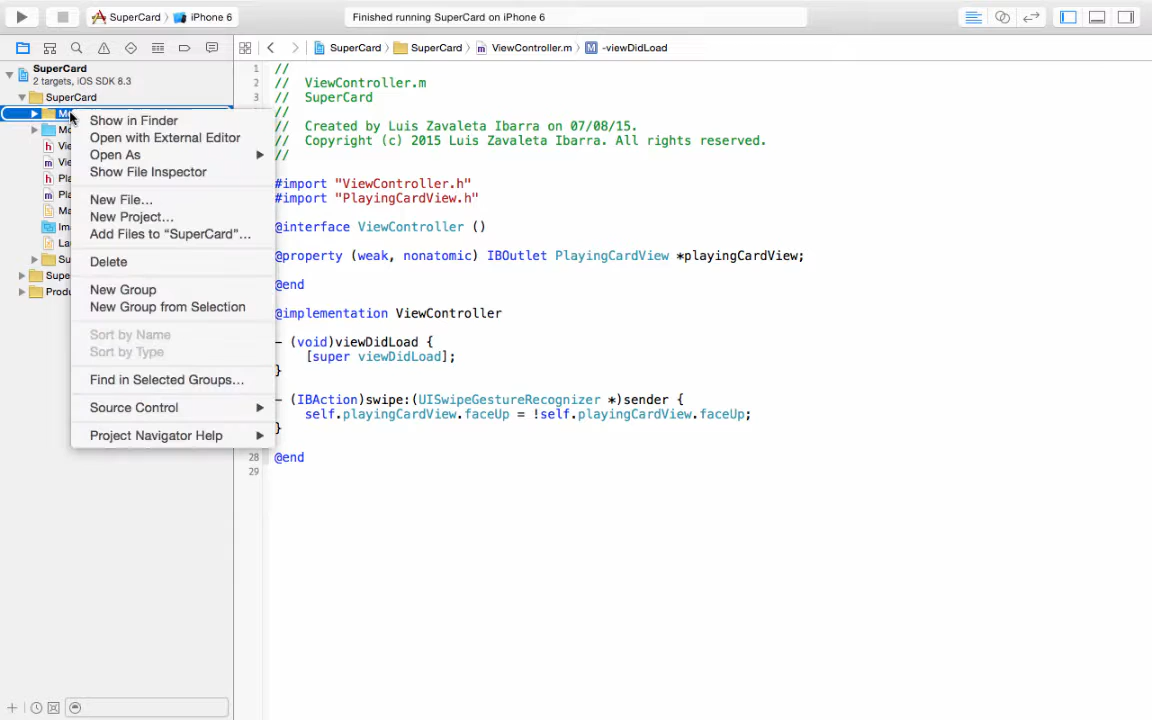 SuperCard iPhone 6
Finished running SuperCard on iPhone 6
SuperCard SuperCard ViewController.m M -viewDidLoad
SuperCard
2 targets, iOS SDK 8.3
SuperCard
Show in Finder
Open with External Editor
Open As
Show File Inspector
New File...
New Project...
Add Files to “SuperCard”...
Delete
New Group
New Group from Selection
Sort by Name
Sort by Type
Find in Selected Groups...
Source Control
Project Navigator Help
1 //
2 // ViewController.m
3 // SuperCard
//
// Created by Luis Zavaleta Ibarra on 07/08/15.
// Copyright (c) 2015 Luis Zavaleta Ibarra. All rights reserved.
//
#import "ViewController.h"
#import "PlayingCardView.h"
@interface ViewController ()
@property (weak, nonatomic) IBOutlet PlayingCardView *playingCardView;
@end
@implementation ViewController
- (void)viewDidLoad {
[super viewDidLoad];
}
- (IBAction)swipe:(UISwipeGestureRecognizer *)sender {
self.playingCardView.faceUp = !self.playingCardView.faceUp;
}
28 @end
29